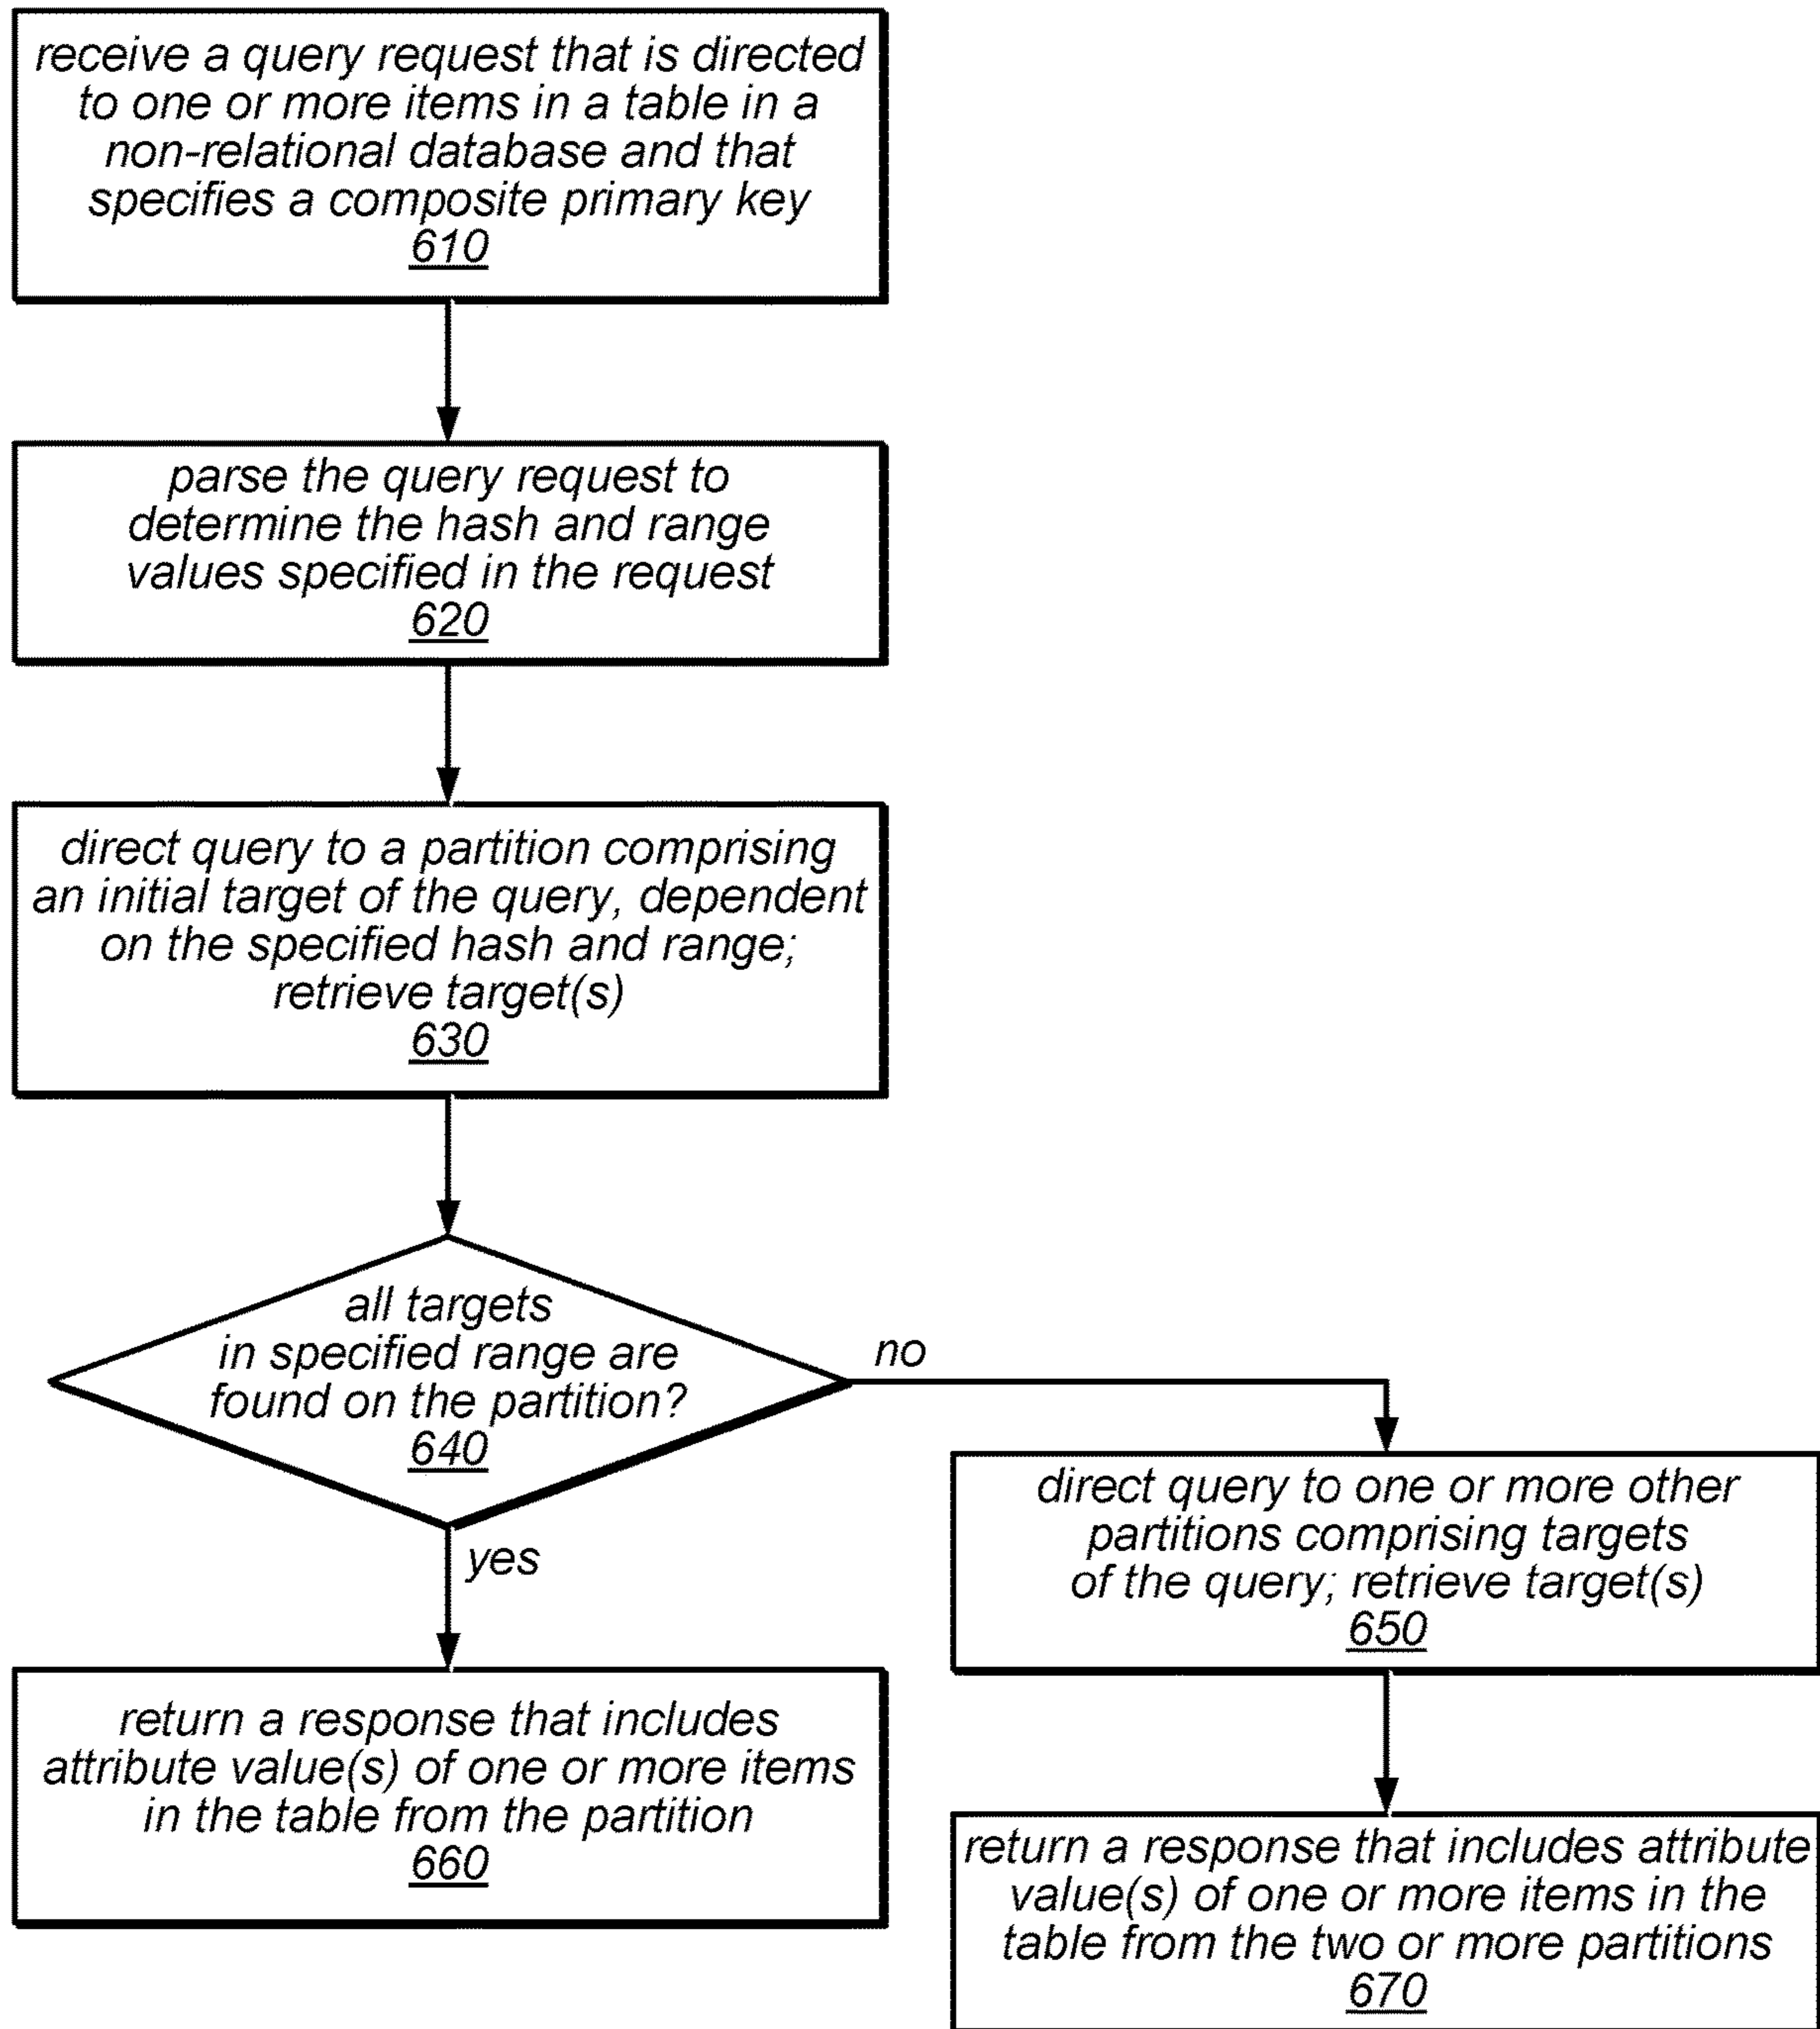 receive a query request that is directed
to one or more items in a table in a
non-relational database and that
specifies a composite primary key
610
parse the query request to
determine the hash and range
values specified in the request
620
direct query to a partition comprising
an initial target of the query, dependent
on the specified hash and range;
retrieve target(s)
630
all targets
in specified range are
found on the partition?
640
no
yes
direct query to one or more other
partitions comprising targets
of the query; retrieve target(s)
650
return a response that includes
attribute value(s) of one or more items
in the table from the partition
660
return a response that includes attribute
value(s) of one or more items in the
table from the two or more partitions
670